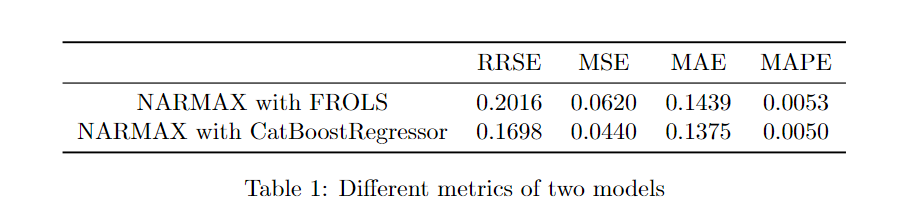 RRSE MSE MAE MAPE
NARMAX with FROLS 0.2016 0.0620 0.1439 0.0053
NARMAX with CatBoostRegressor 0.1698 0.0440 0.1375 0.0050
Table 1: Different metrics of two models